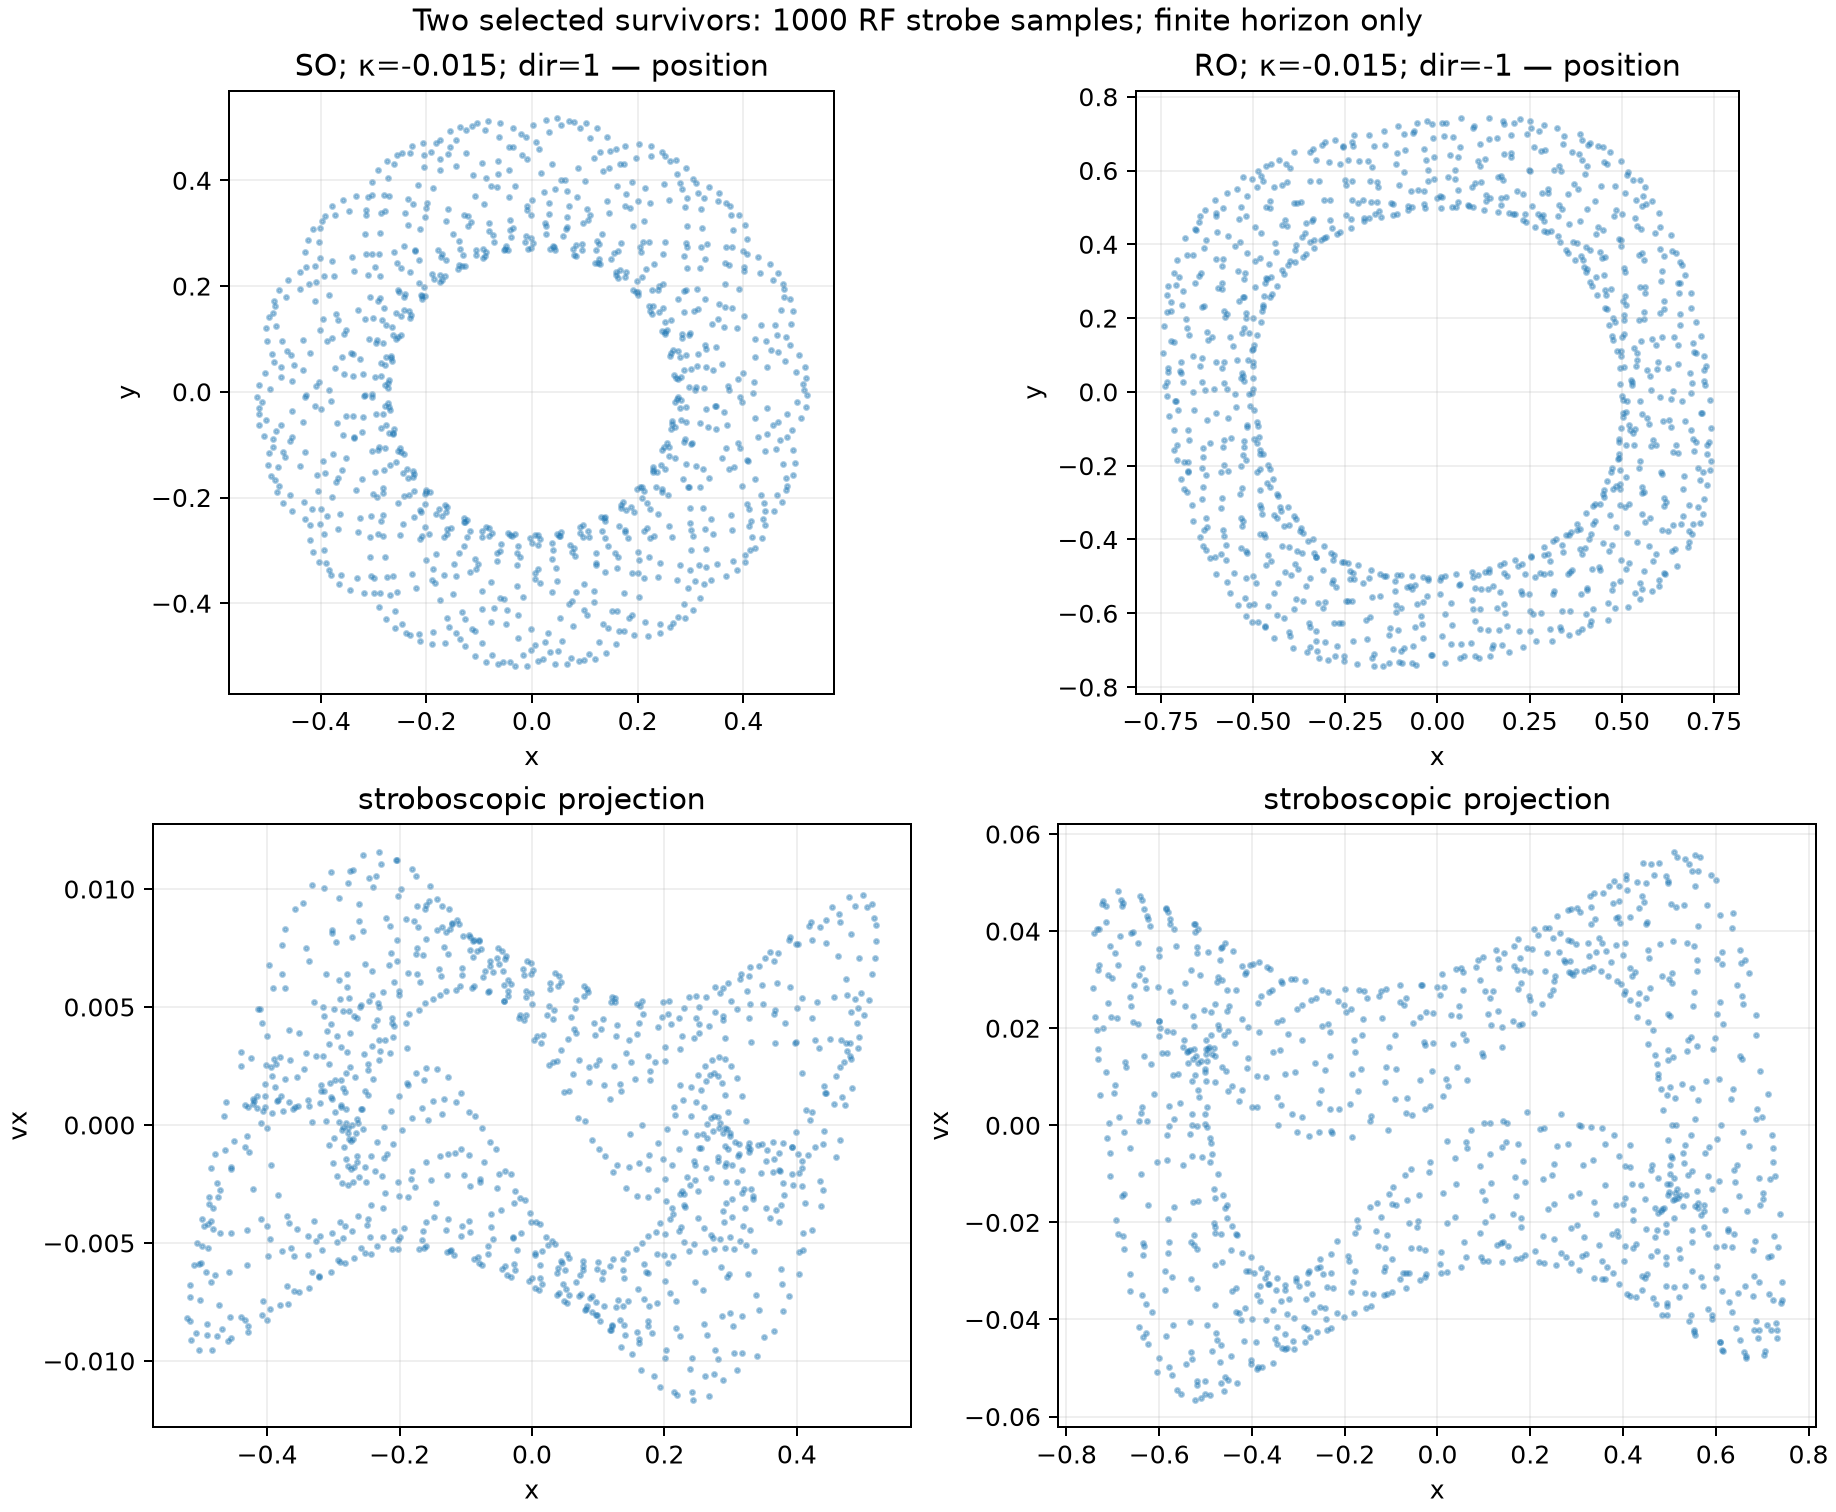 Two selected survivors: 1000 RF strobe samples; finite horizon only
SO; κ=-0.015; dir=1 — position
0.4
0.2
0.0
−0.2
−0.4
y
−0.4 −0.2 0.0 0.2 0.4
x
RO; κ=-0.015; dir=-1 — position
0.8
0.6
0.4
0.2
0.0
−0.2
−0.4
−0.6
−0.8
y
−0.75 −0.50 −0.25 0.00 0.25 0.50 0.75
x
stroboscopic projection
0.010
0.005
0.000
−0.005
−0.010
vx
−0.4 −0.2 0.0 0.2 0.4
x
stroboscopic projection
0.06
0.04
0.02
0.00
−0.02
−0.04
−0.06
vx
−0.8 −0.6 −0.4 −0.2 0.0 0.2 0.4 0.6 0.8
x